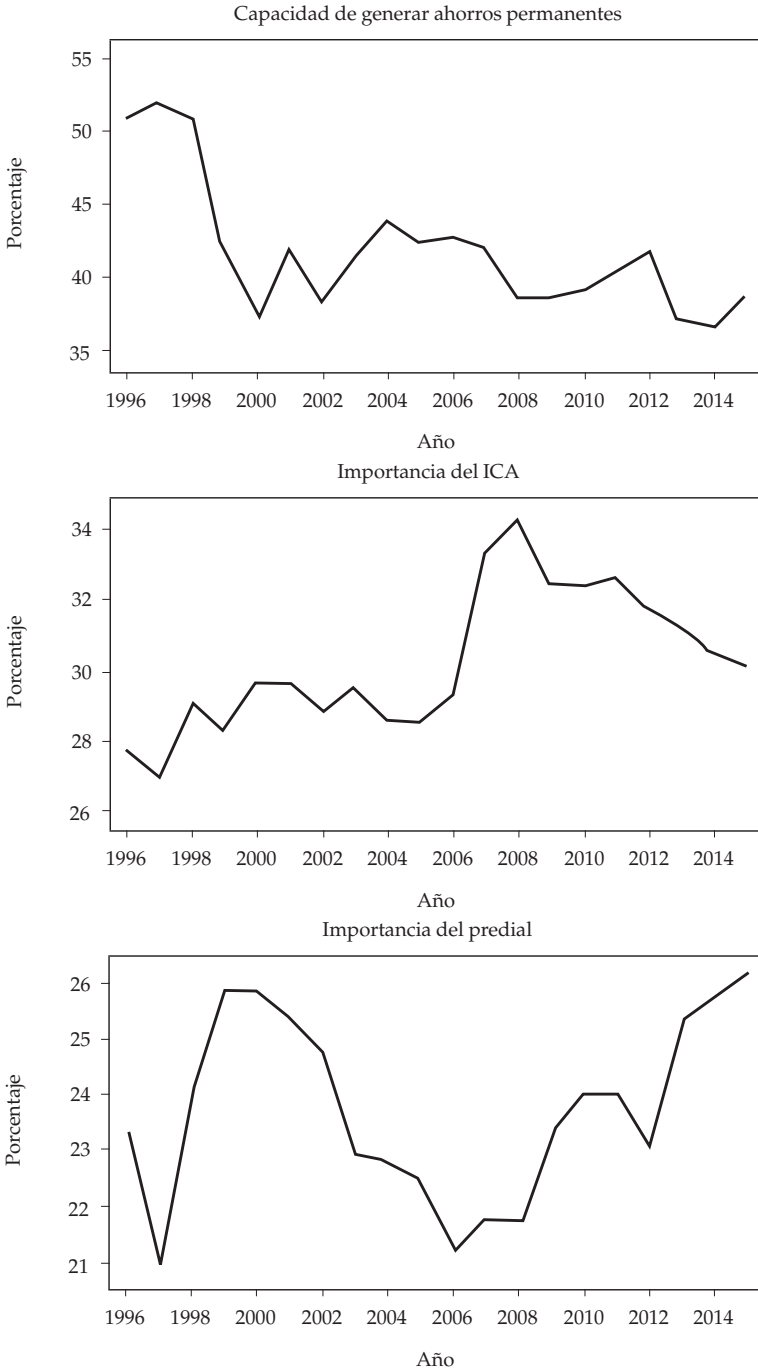 Capacidad de generar ahorros permanentes
Porcentaje
55
50
45
40
35
1996 1998 2000 2002 2004 2006 2008 2010 2012 2014
Año
Importancia del ICA
Porcentaje
34
32
30
28
26
1996 1998 2000 2002 2004 2006 2008 2010 2012 2014
Año
Importancia del predial
Porcentaje
26
25
24
23
22
21
1996 1998 2000 2002 2004 2006 2008 2010 2012 2014
Año